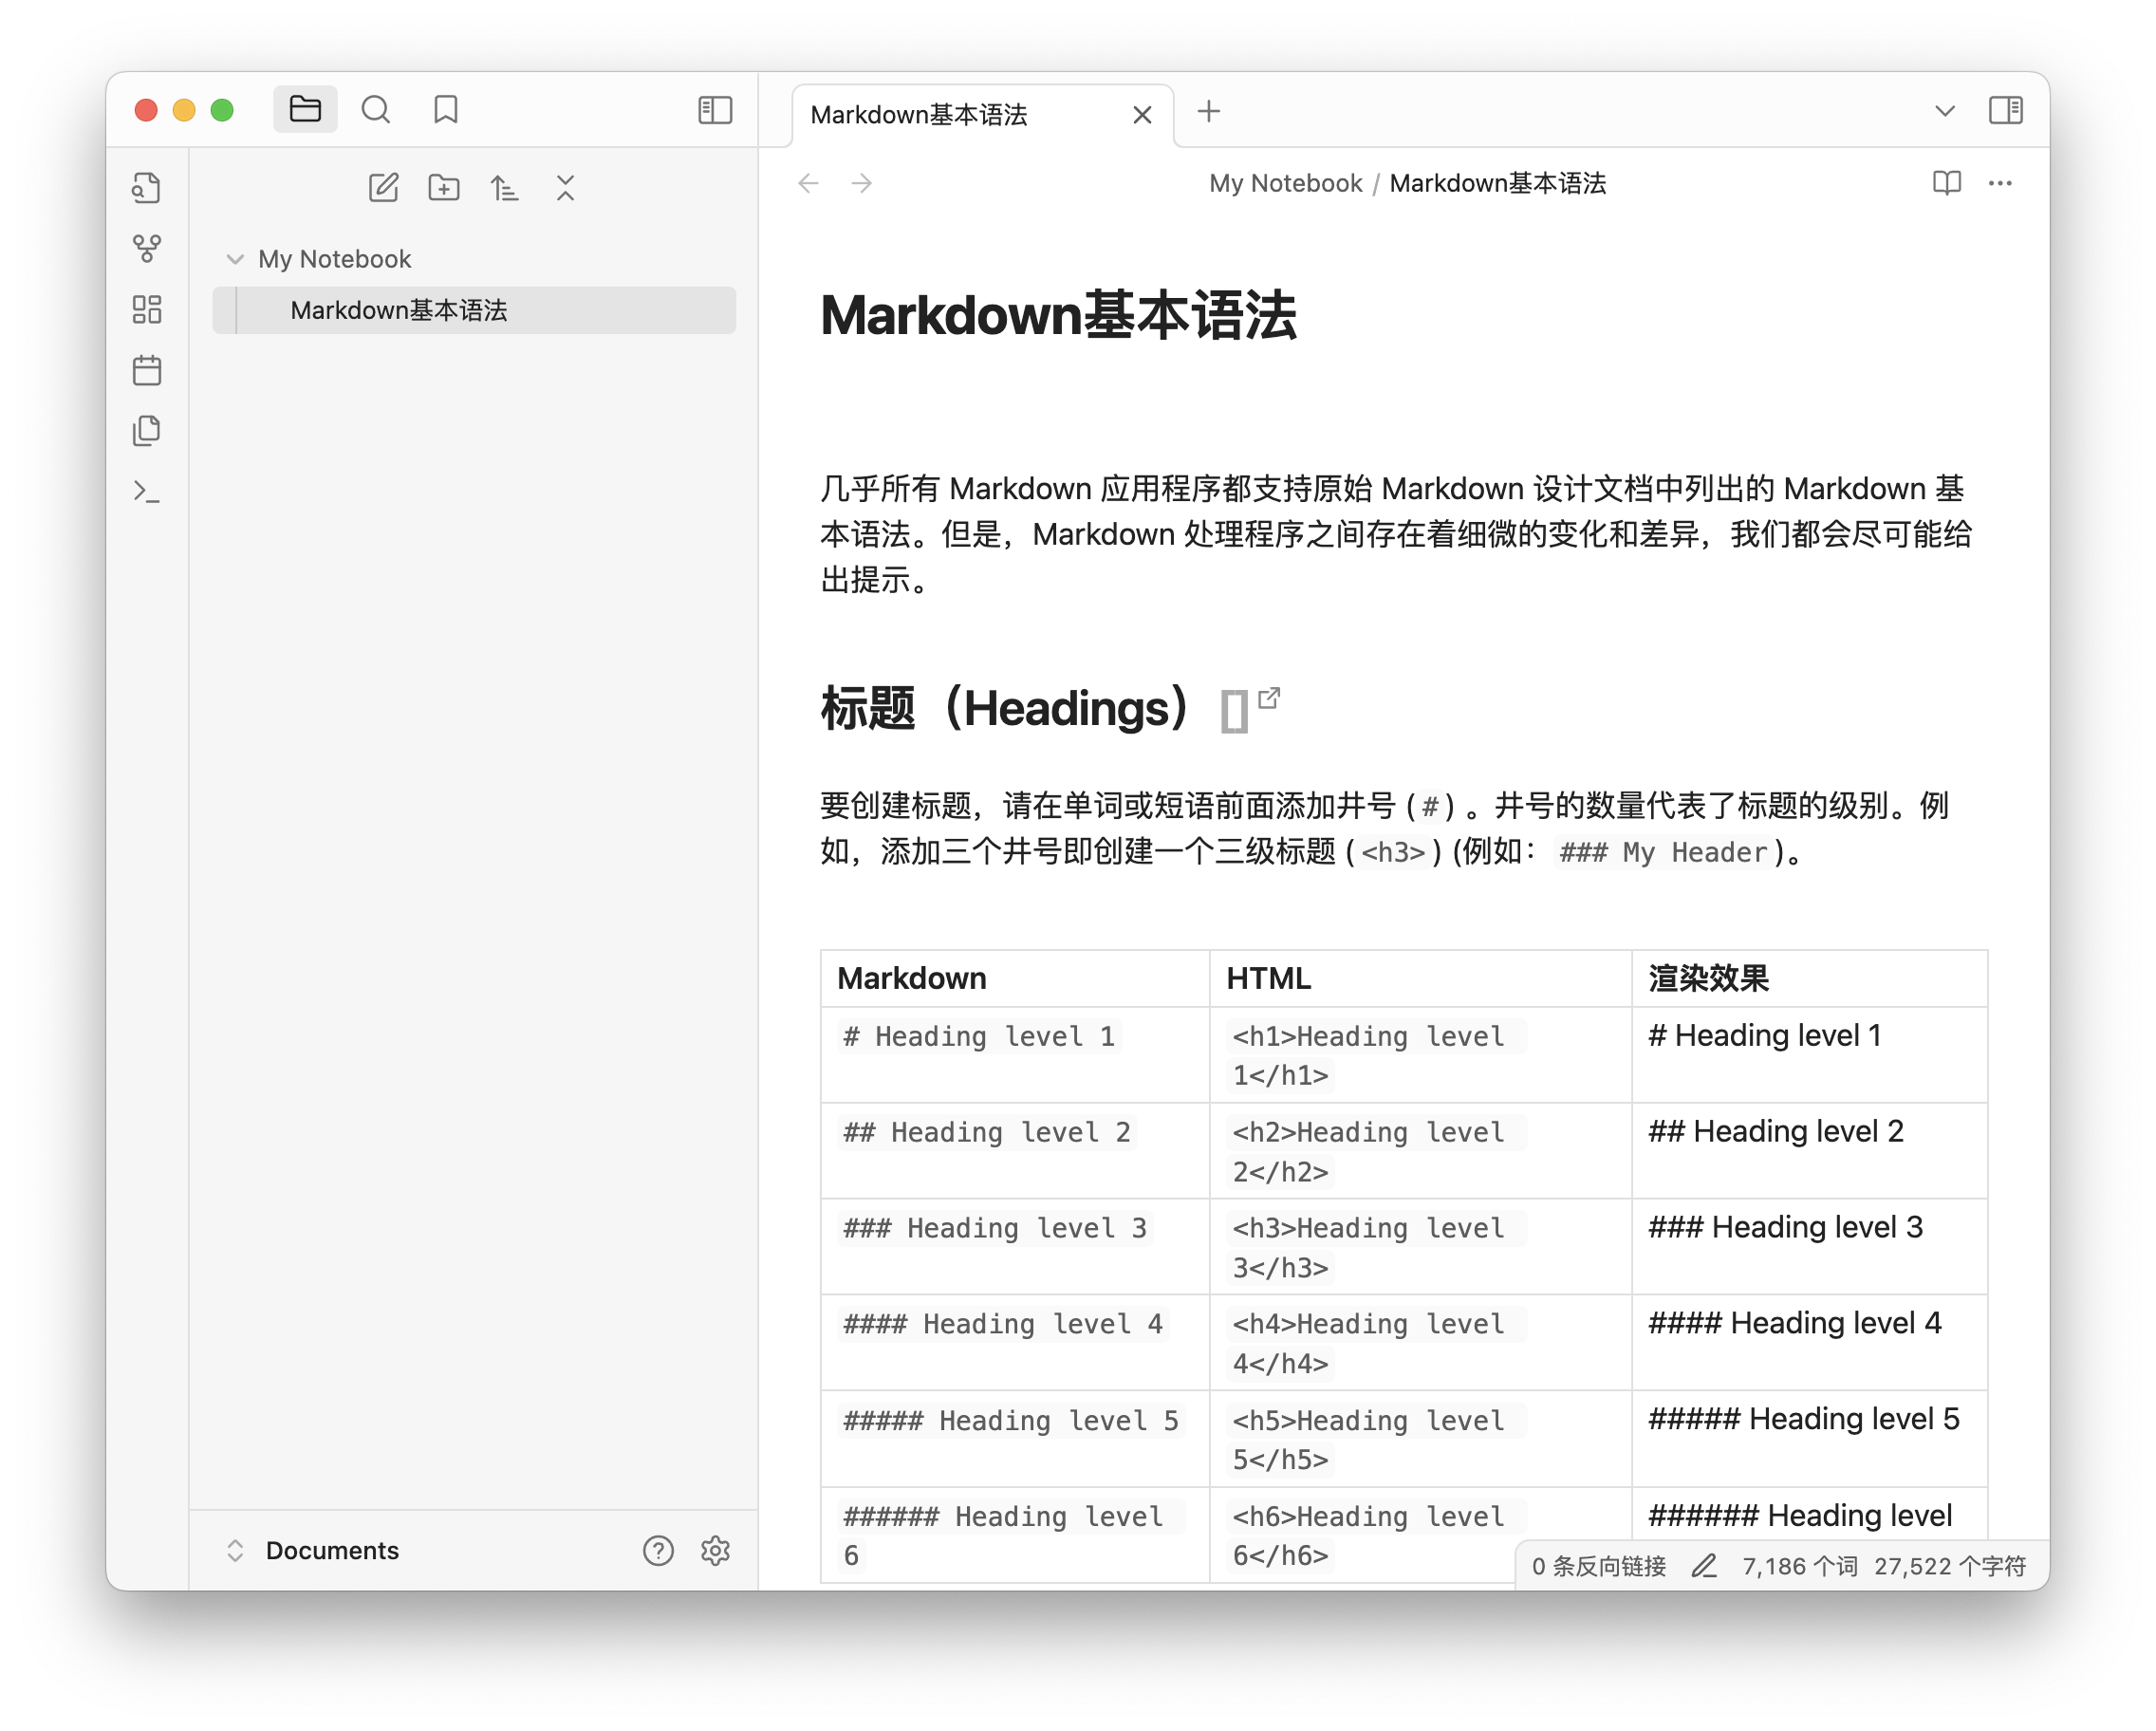 Markdown基本语法
My Notebook / Markdown基本语法
My Notebook
Markdown基本语法
Markdown基本语法
几乎所有 Markdown 应用程序都支持原始 Markdown 设计文档中列出的 Markdown 基
本语法。但是，Markdown 处理程序之间存在着细微的变化和差异，我们都会尽可能给
出提示。
标题（Headings） []
要创建标题，请在单词或短语前面添加井号 (#) 。井号的数量代表了标题的级别。例
如，添加三个井号即创建一个三级标题 (<h3>) (例如：### My Header)。
Markdown HTML 渲染效果
# Heading level 1 <h1>Heading level # Heading level 1
1</h1>
## Heading level 2 <h2>Heading level ## Heading level 2
2</h2>
### Heading level 3 <h3>Heading level ### Heading level 3
3</h3>
#### Heading level 4 <h4>Heading level #### Heading level 4
4</h4>
##### Heading level 5 <h5>Heading level ##### Heading level 5
5</h5>
###### Heading level <h6>Heading level ###### Heading level
6 6</h6>
Documents
0 条反向链接 7,186 个词 27,522 个字符